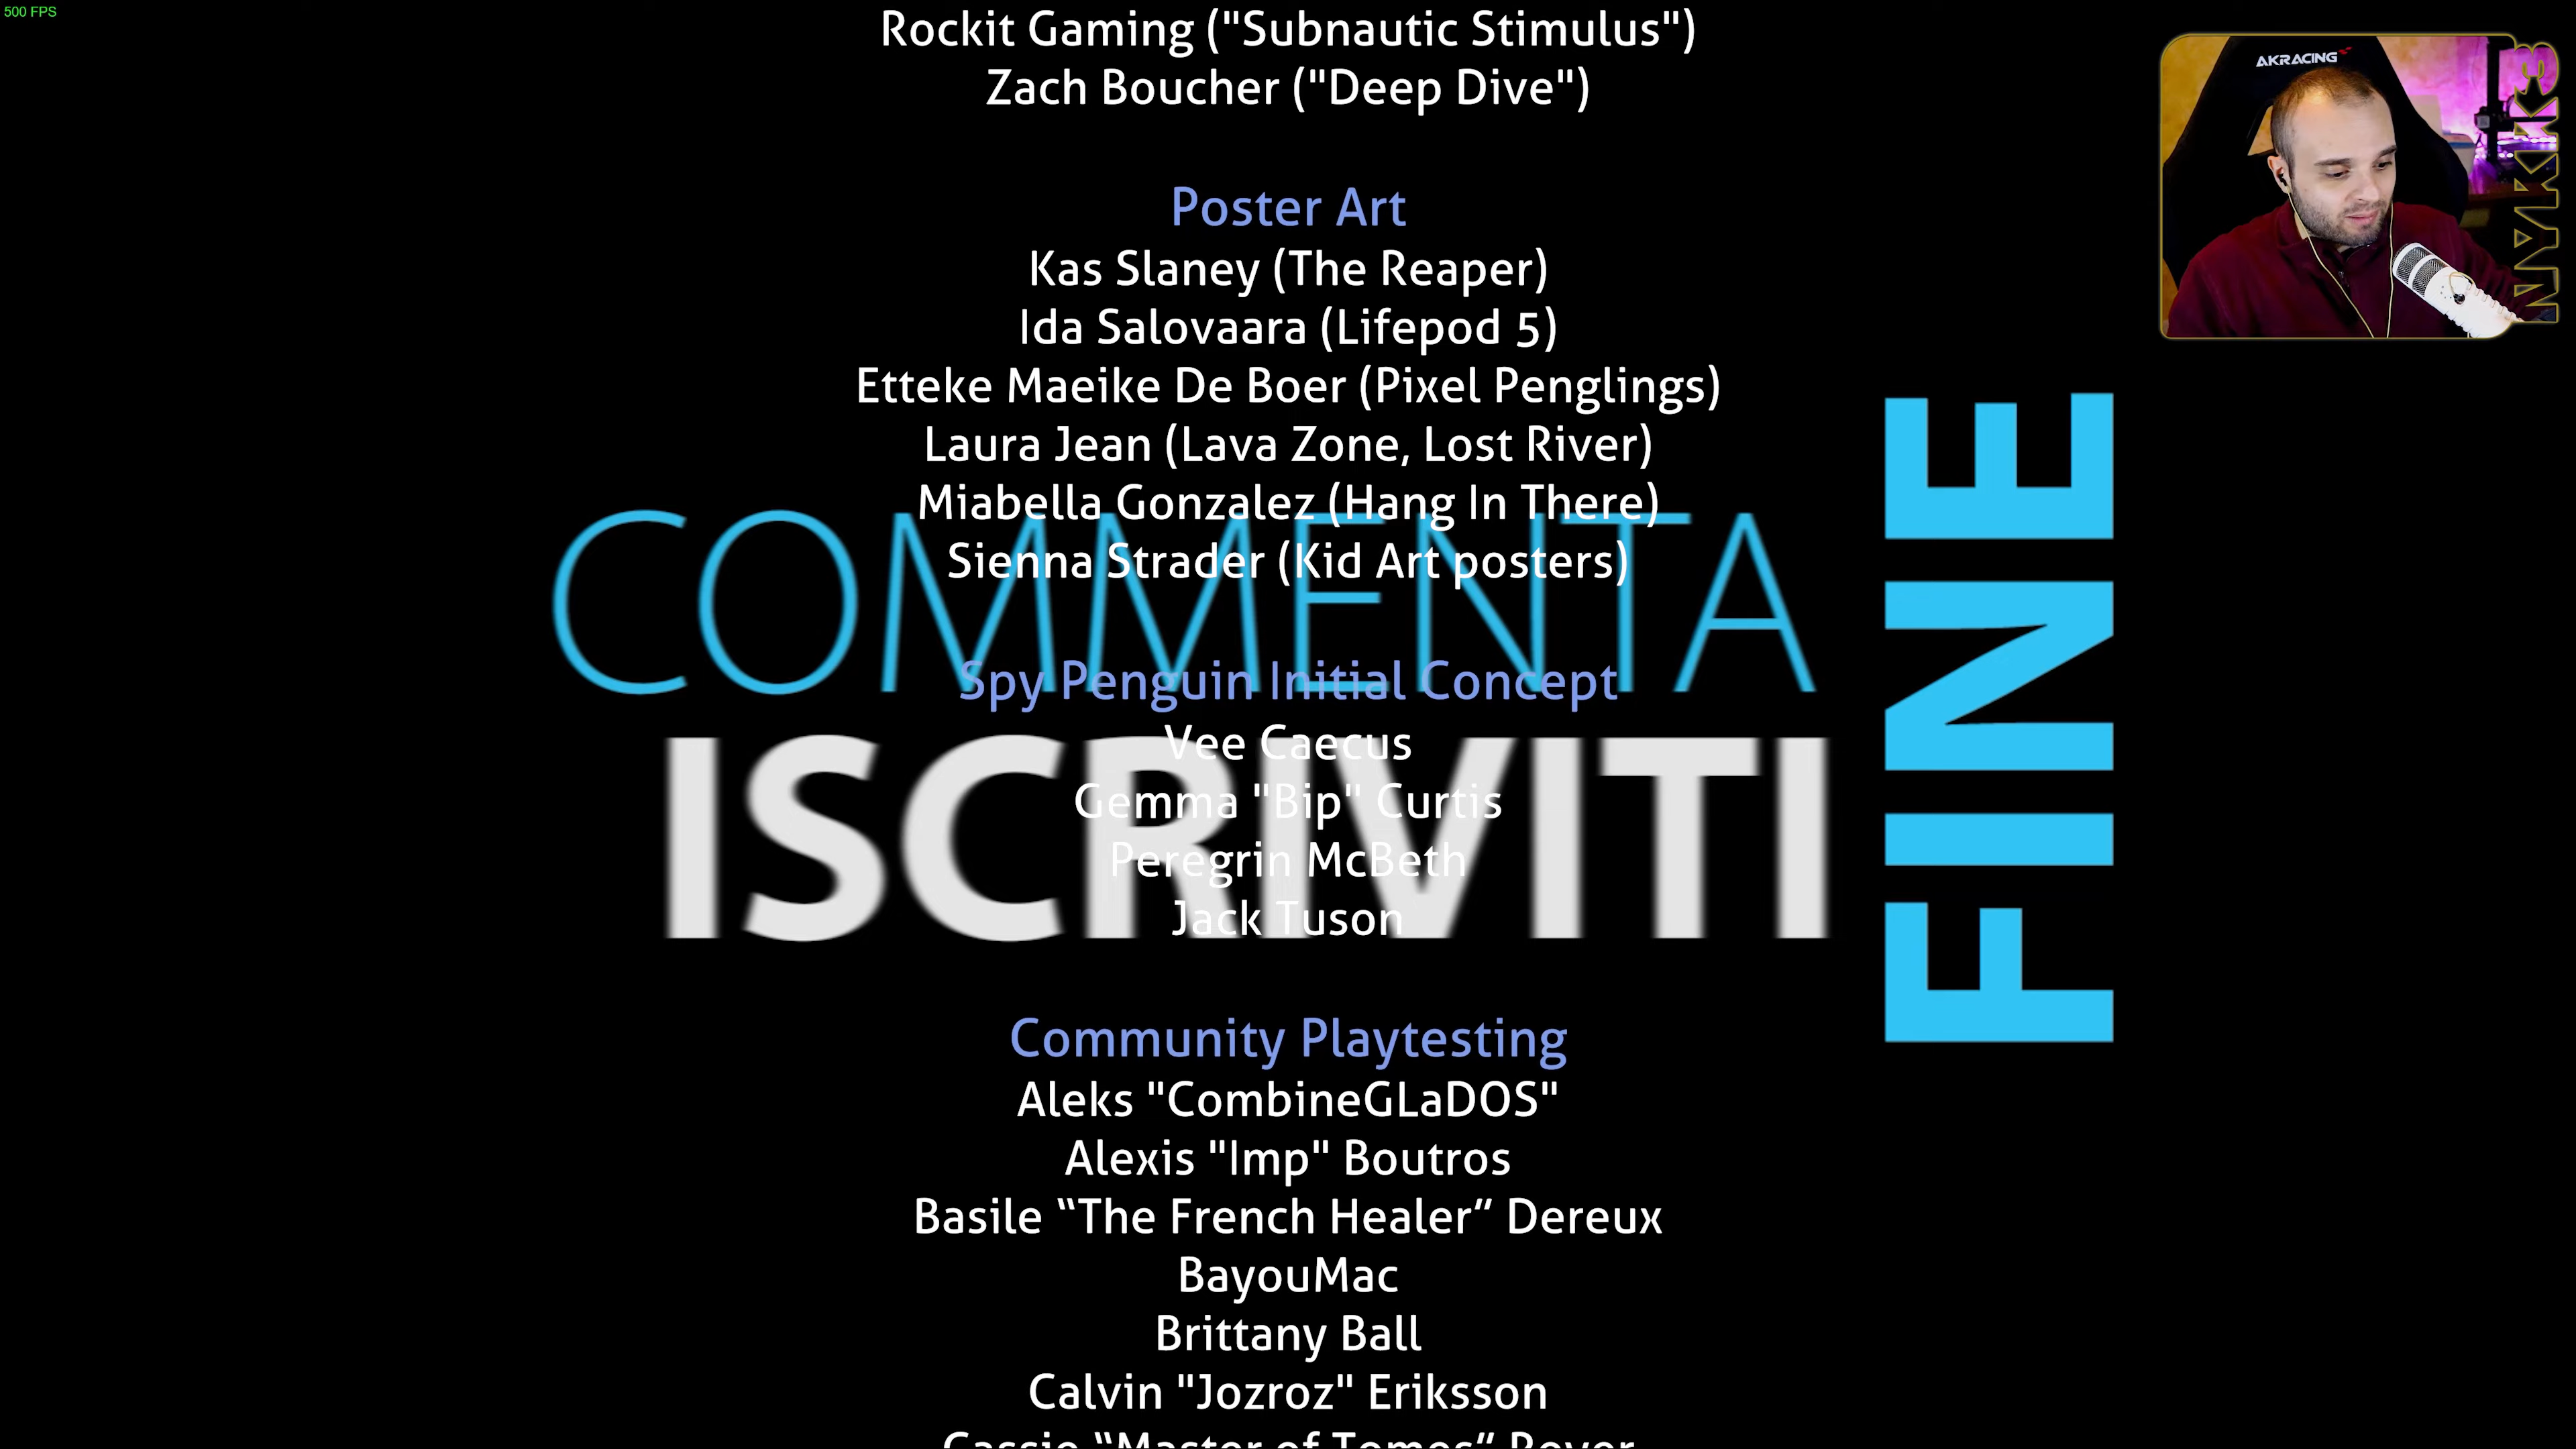 500 FPS
Rockit Gaming ("Subnautic Stimulus")
Zach Boucher ("Deep Dive")
AKRACING
NYKK3
Poster Art
Kas Slaney (The Reaper)
Ida Salovaara (Lifepod 5)
Etteke Maeike De Boer (Pixel Penglings)
Laura Jean (Lava Zone, Lost River)
Miabella Gonzalez (Hang In There)
Sienna Strader (Kid Art posters)
COMMENTA
ISCRIVITI
FINE
Spy Penguin Initial Concept
Vee Caecus
Gemma "Bip" Curtis
Peregrin McBeth
Jack Tuson
Community Playtesting
Aleks "CombineGLaDOS"
Alexis "Imp" Boutros
Basile “The French Healer” Dereux
BayouMac
Brittany Ball
Calvin "Jozroz" Eriksson
“Master of Tomes”